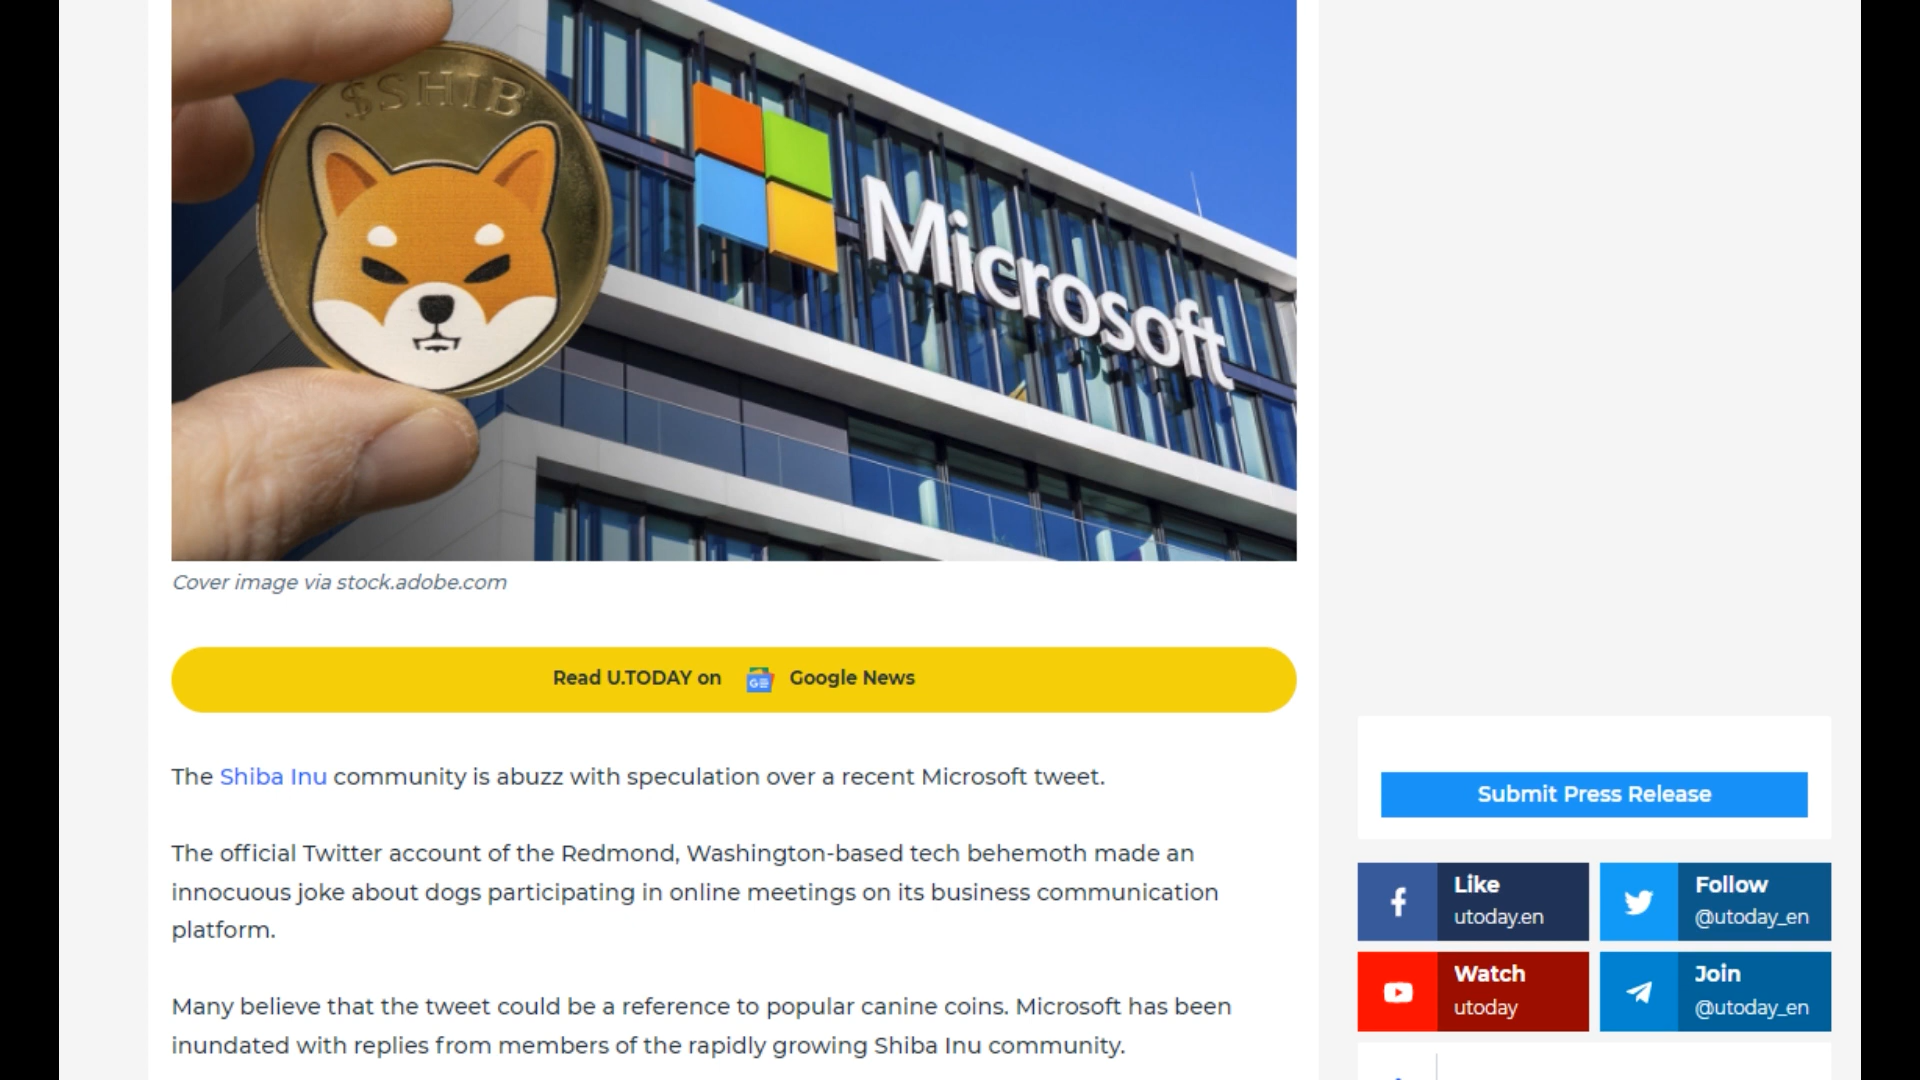 $SHIB
Microsoft
Cover image via stock.adobe.com
Read U.TODAY on Google News
The Shiba Inu community is abuzz with speculation over a recent Microsoft tweet.
The official Twitter account of the Redmond, Washington-based tech behemoth made an
innocuous joke about dogs participating in online meetings on its business communication
platform.
Many believe that the tweet could be a reference to popular canine coins. Microsoft has been
inundated with replies from members of the rapidly growing Shiba Inu community.
Submit Press Release
Like
utoday.en
Follow
@utoday_en
Watch
utoday
Join
@utoday_en